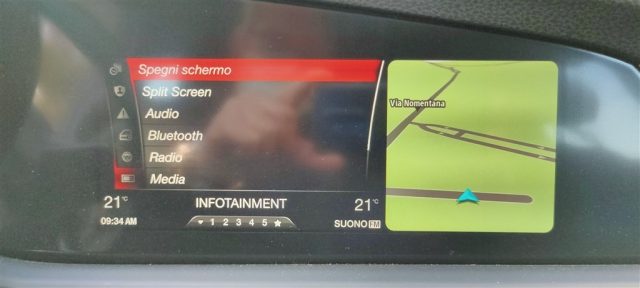 Spegni schermo
Split Screen
Audio
Bluetooth
Radio
Media
Via Nomentana
21°C INFOTAINMENT 21°C
09:34 AM 1 2 3 4 5 SUONO FM